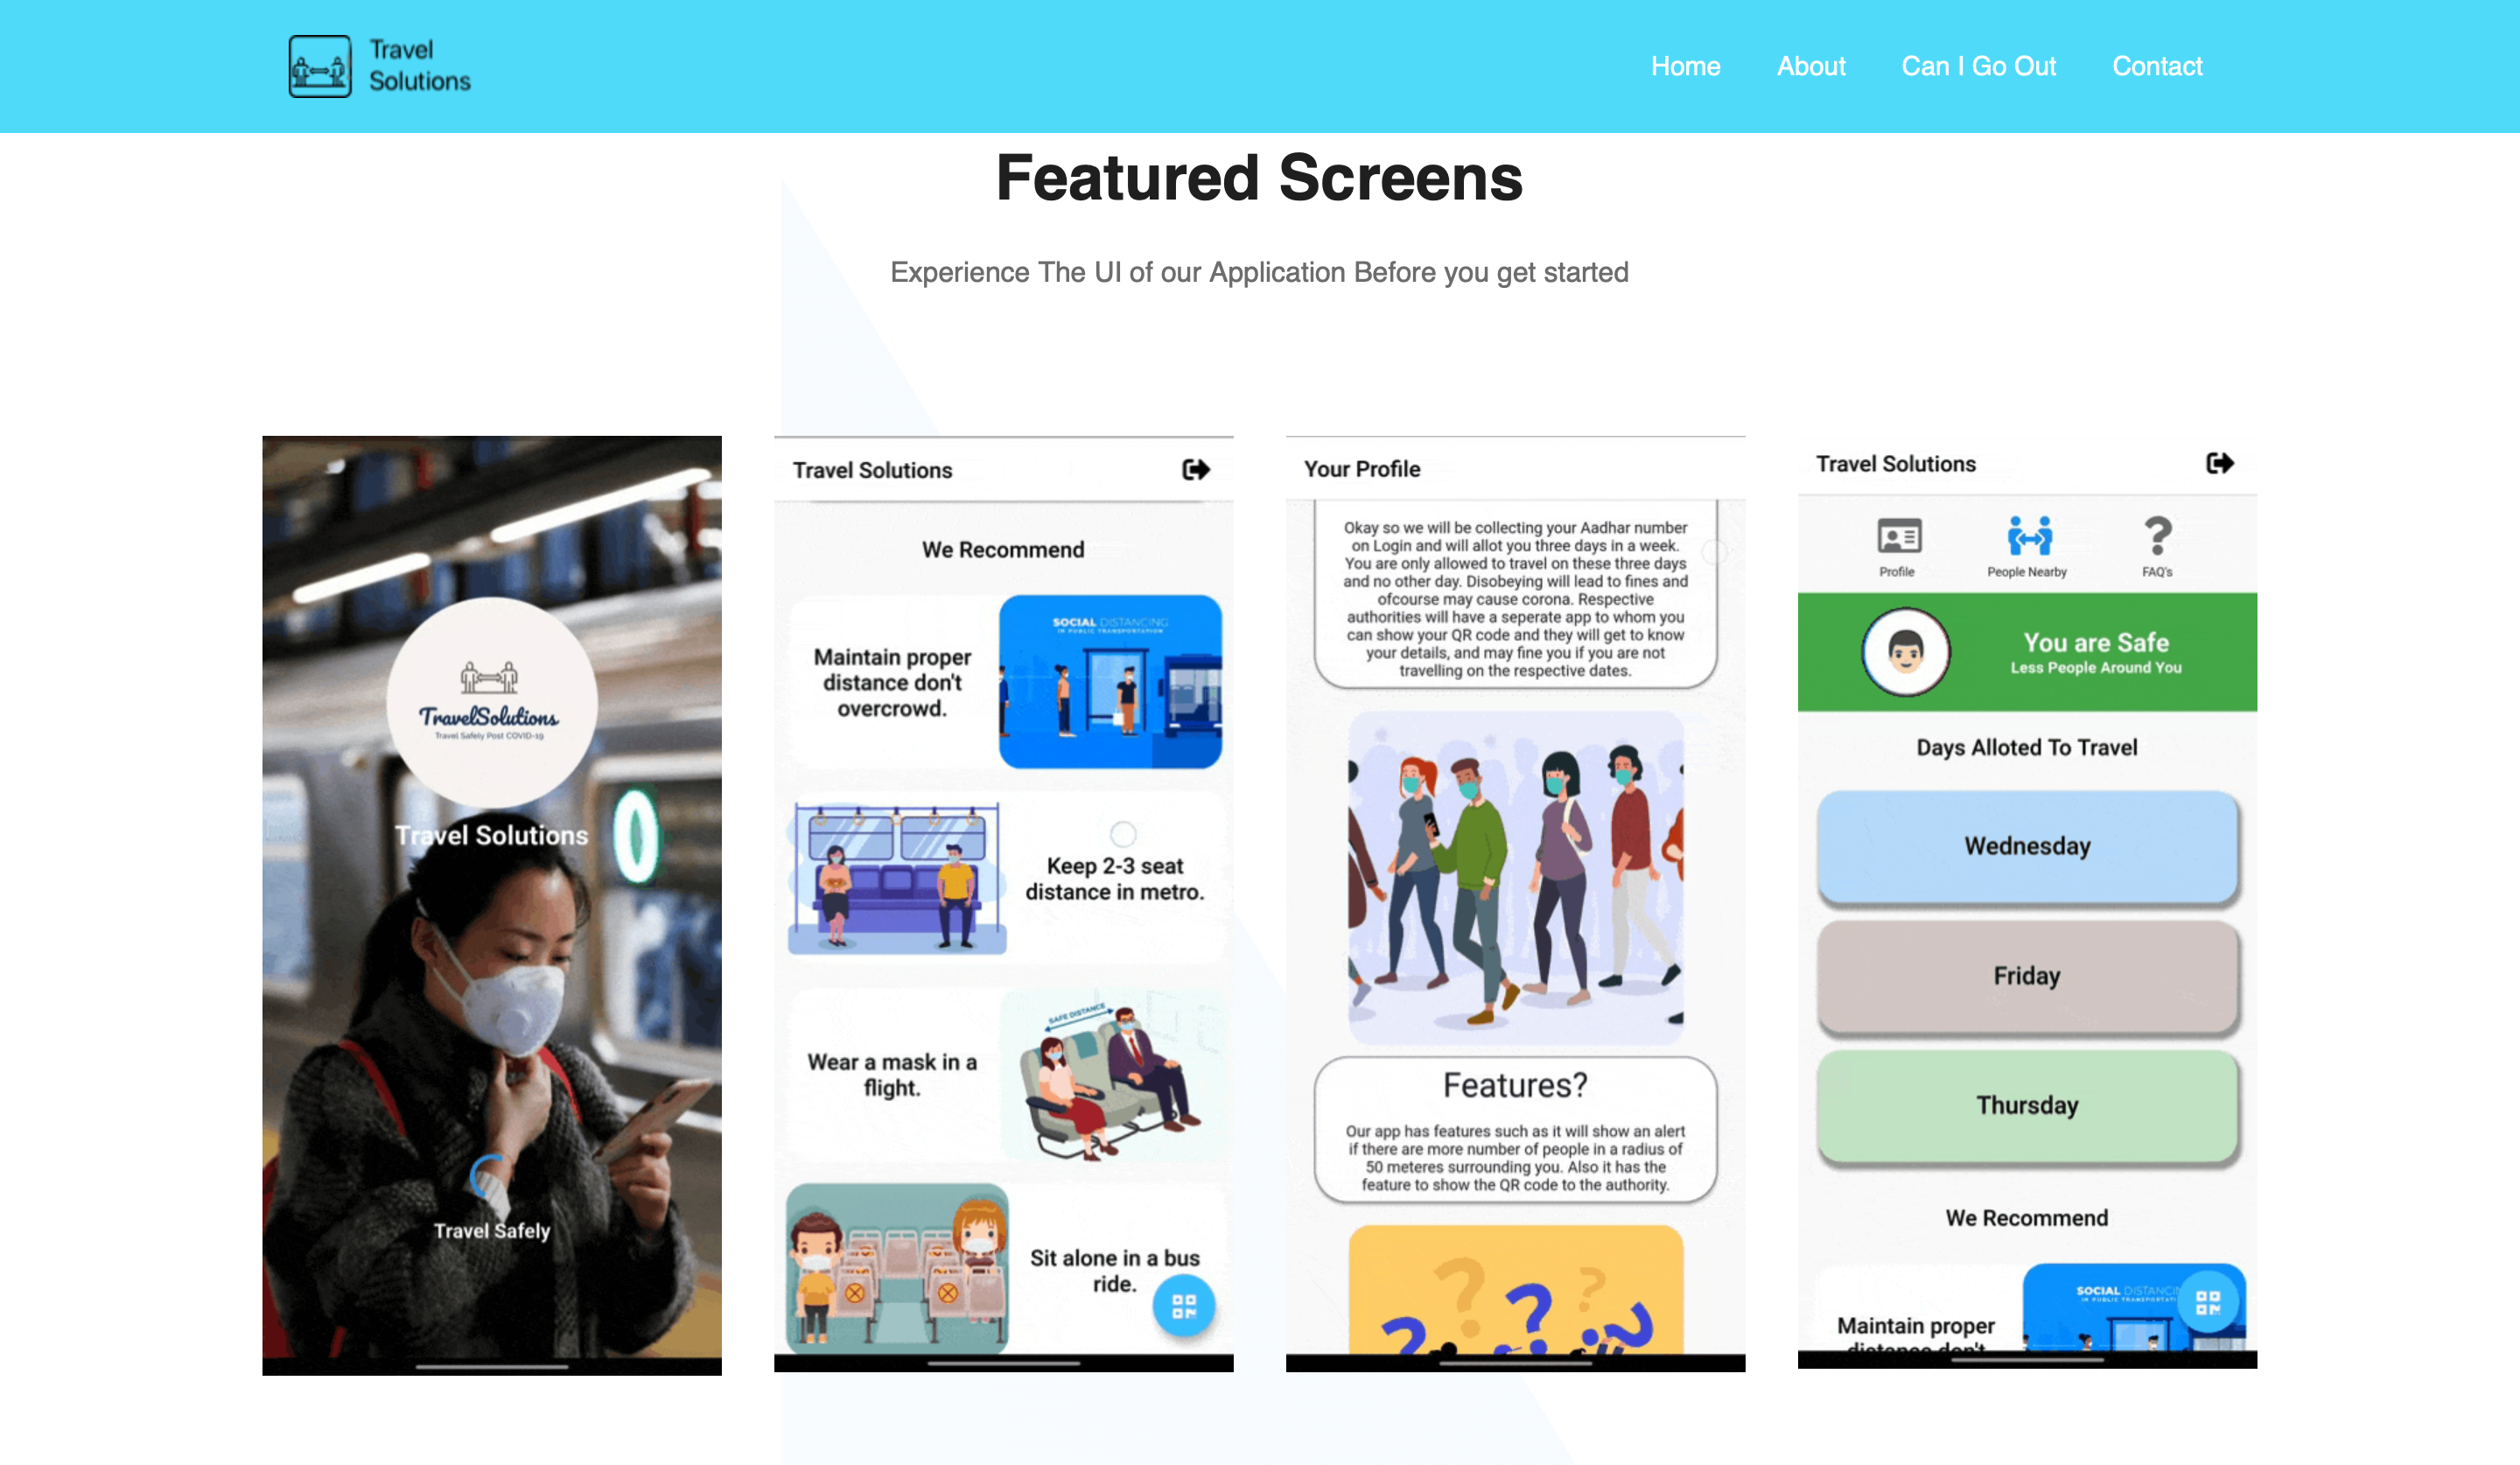 Travel
Solutions
Home
About
Can I Go Out
Contact
Featured Screens
Experience The UI of our Application Before you get started
TravelSolutions
Travel Safely Post COVID-19
Travel Solutions
Travel Safely
Travel Solutions
We Recommend
Maintain proper
distance don't
overcrowd.
SOCIAL DISTANCING
IN PUBLIC TRANSPORTATION
Keep 2-3 seat
distance in metro.
Wear a mask in a
flight.
SAFE DISTANCE
Sit alone in a bus
ride.
Your Profile
Okay so we will be collecting your Aadhar number
on Login and will allot you three days in a week.
You are only allowed to travel on these three days
and no other day. Disobeying will lead to fines and
ofcourse may cause corona. Respective
authorities will have a seperate app to whom you
can show your QR code and they will get to know
your details, and may fine you if you are not
travelling on the respective dates.
Features?
Our app has features such as it will show an alert
if there are more number of people in a radius of
50 meteres surrounding you. Also it has the
feature to show the QR code to the authority.
Travel Solutions
Profile
People Nearby
FAQ's
You are Safe
Less People Around You
Days Alloted To Travel
Wednesday
Friday
Thursday
We Recommend
Maintain proper
distance don't
SOCIAL
IN PUBLIC